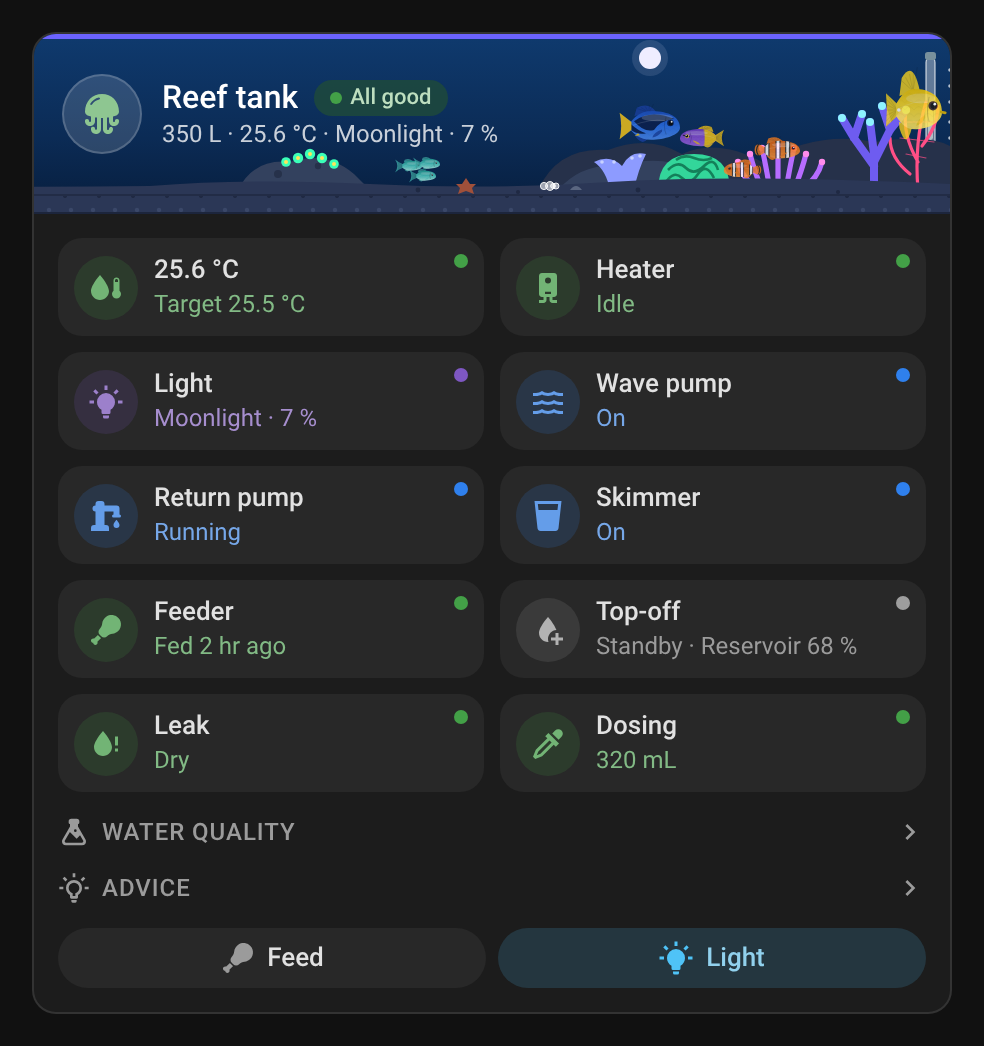 Reef tank
All good
350 L · 25.6 °C · Moonlight · 7 %
25.6 °C
Target 25.5 °C
Heater
Idle
Light
Moonlight · 7 %
Wave pump
On
Return pump
Running
Skimmer
On
Feeder
Fed 2 hr ago
Top-off
Standby · Reservoir 68 %
Leak
Dry
Dosing
320 mL
WATER QUALITY
ADVICE
Feed
Light